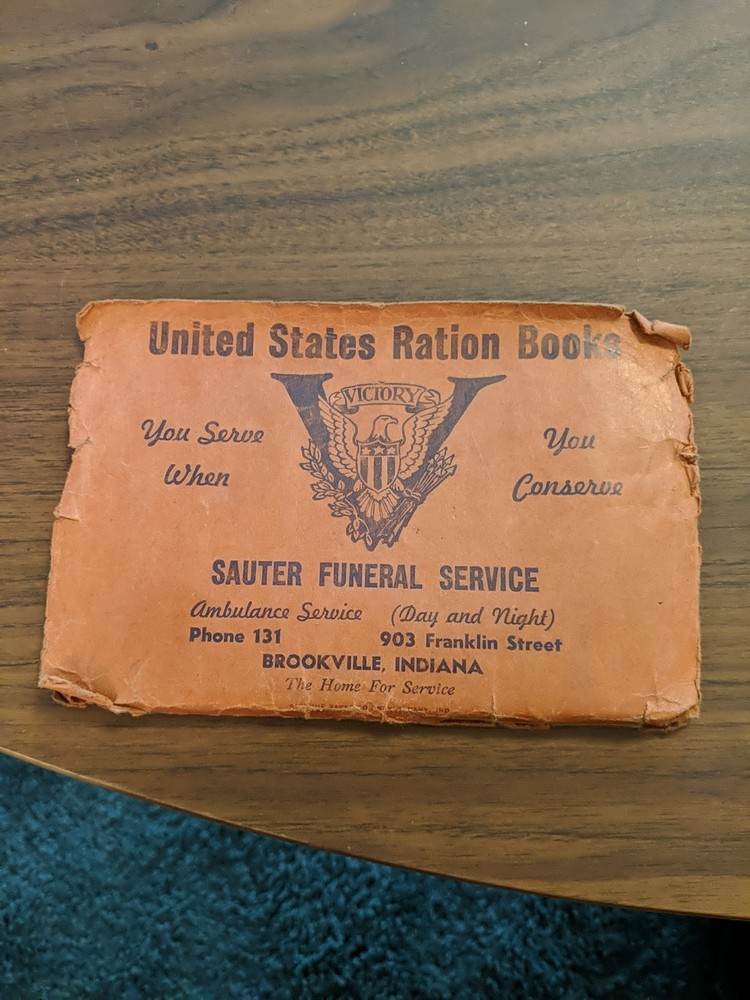 United States Ration Books
VICTORY
You Serve You
When Conserve
SAUTER FUNERAL SERVICE
Ambulance Service (Day and Night)
Phone 131 903 Franklin Street
BROOKVILLE, INDIANA
The Home For Service